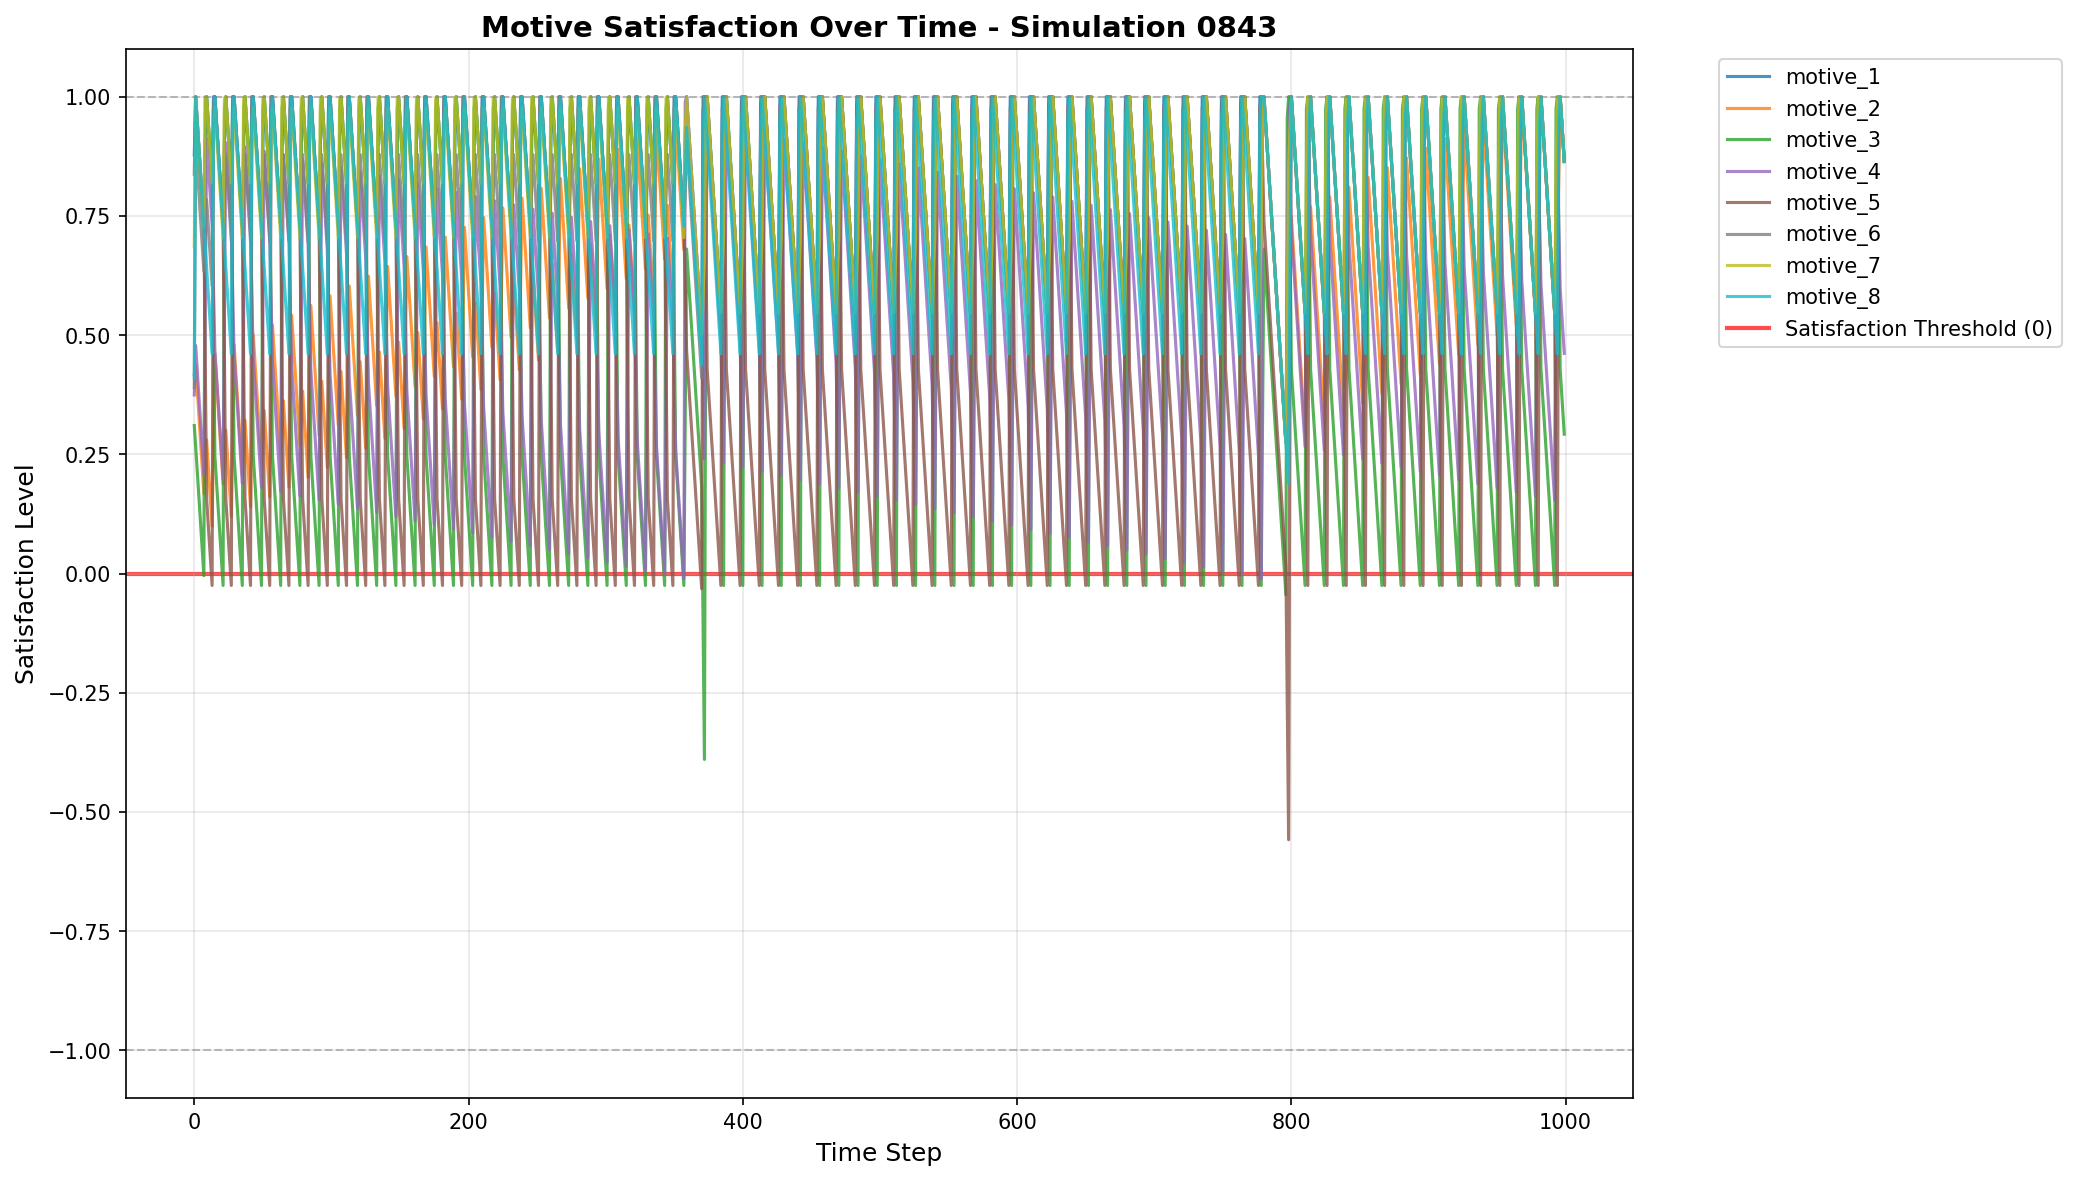 Motive Satisfaction Over Time - Simulation 0843
1.00
0.75
0.50
0.25
0.00
−0.25
−0.50
−0.75
−1.00
Satisfaction Level
0 200 400 600 800 1000
Time Step
motive_1
motive_2
motive_3
motive_4
motive_5
motive_6
motive_7
motive_8
Satisfaction Threshold (0)